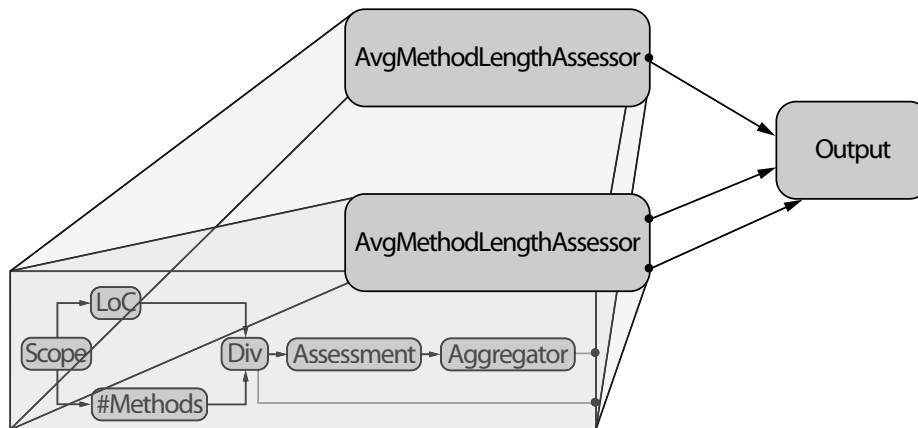 AvgMethodLengthAssessor
Output
AvgMethodLengthAssessor
LoC
Scope
Div
Assessment
Aggregator
#Methods